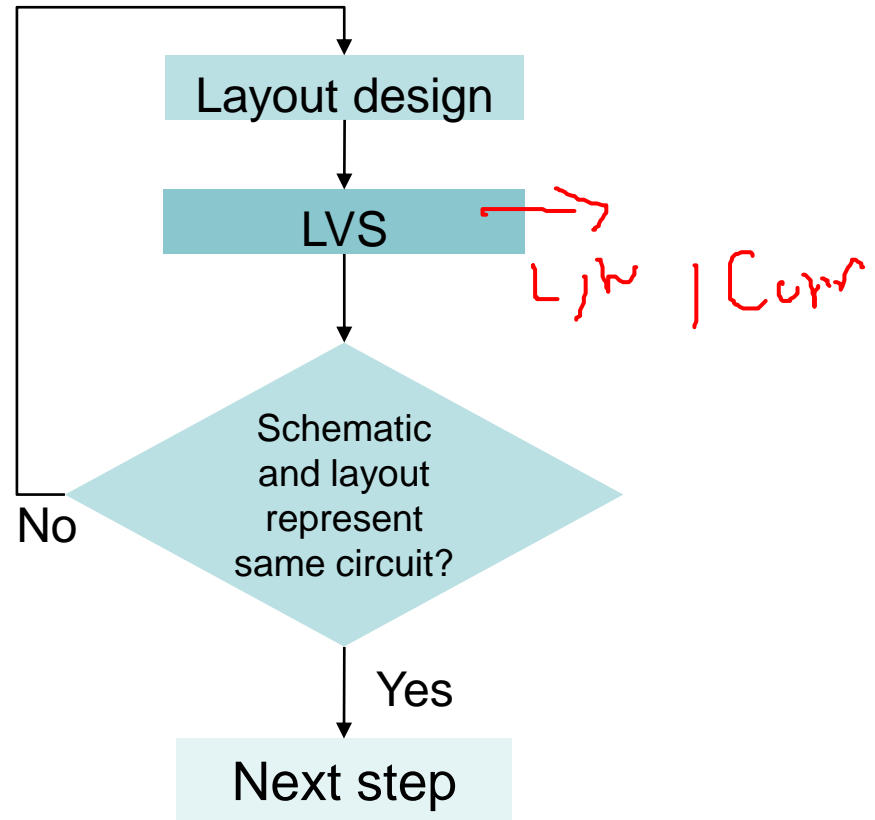 Layout design
LVS
Schematic
and layout
represent
same circuit?
No
Yes
Next step